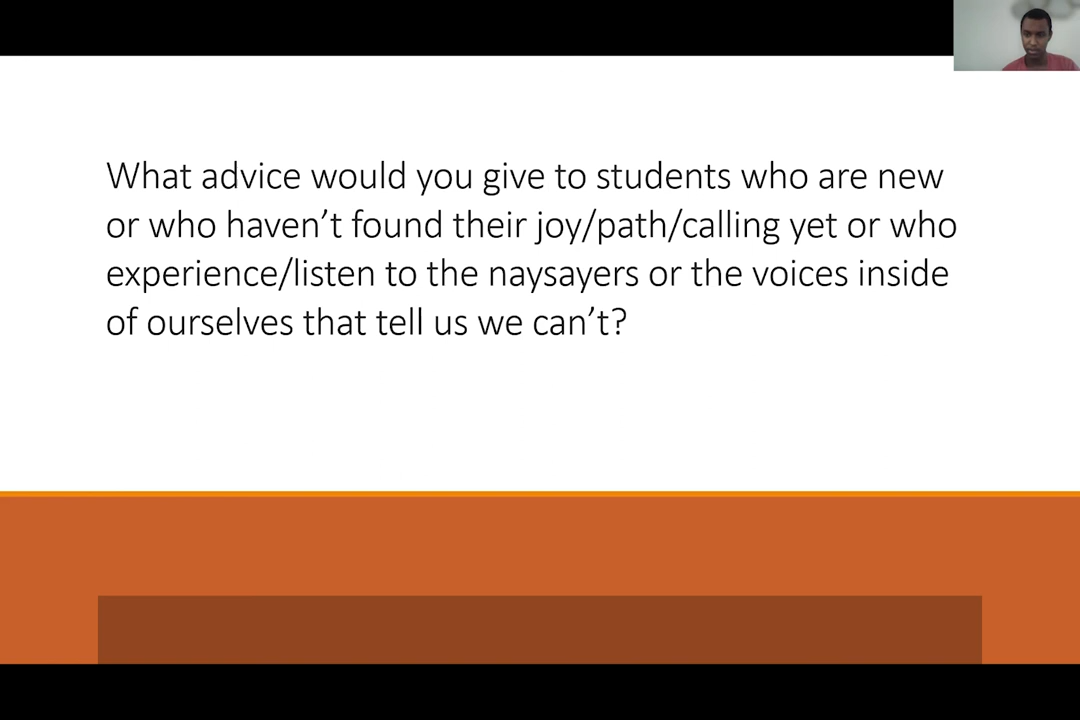 What advice would you give to students who are new
or who haven’t found their joy/path/calling yet or who
experience/listen to the naysayers or the voices inside
of ourselves that tell us we can’t?